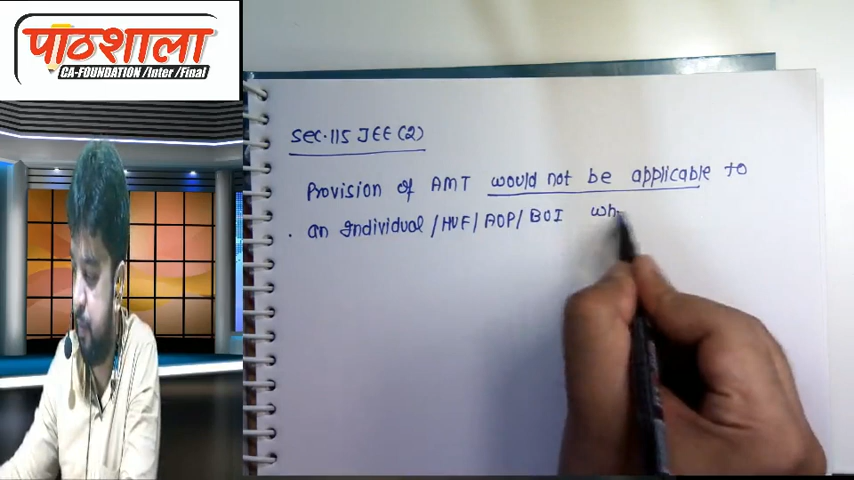 पाठशाला
CA-FOUNDATION/Inter/Final
Sec.115 JEE (2)
Provision of AMT would not be applicable to
. an Individual / HUF / AOP / BOI wh